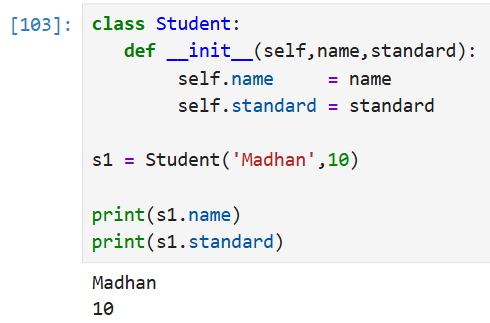 [103]: class Student:
def __init__(self,name,standard):
self.name = name
self.standard = standard
s1 = Student('Madhan',10)
print(s1.name)
print(s1.standard)
Madhan
10